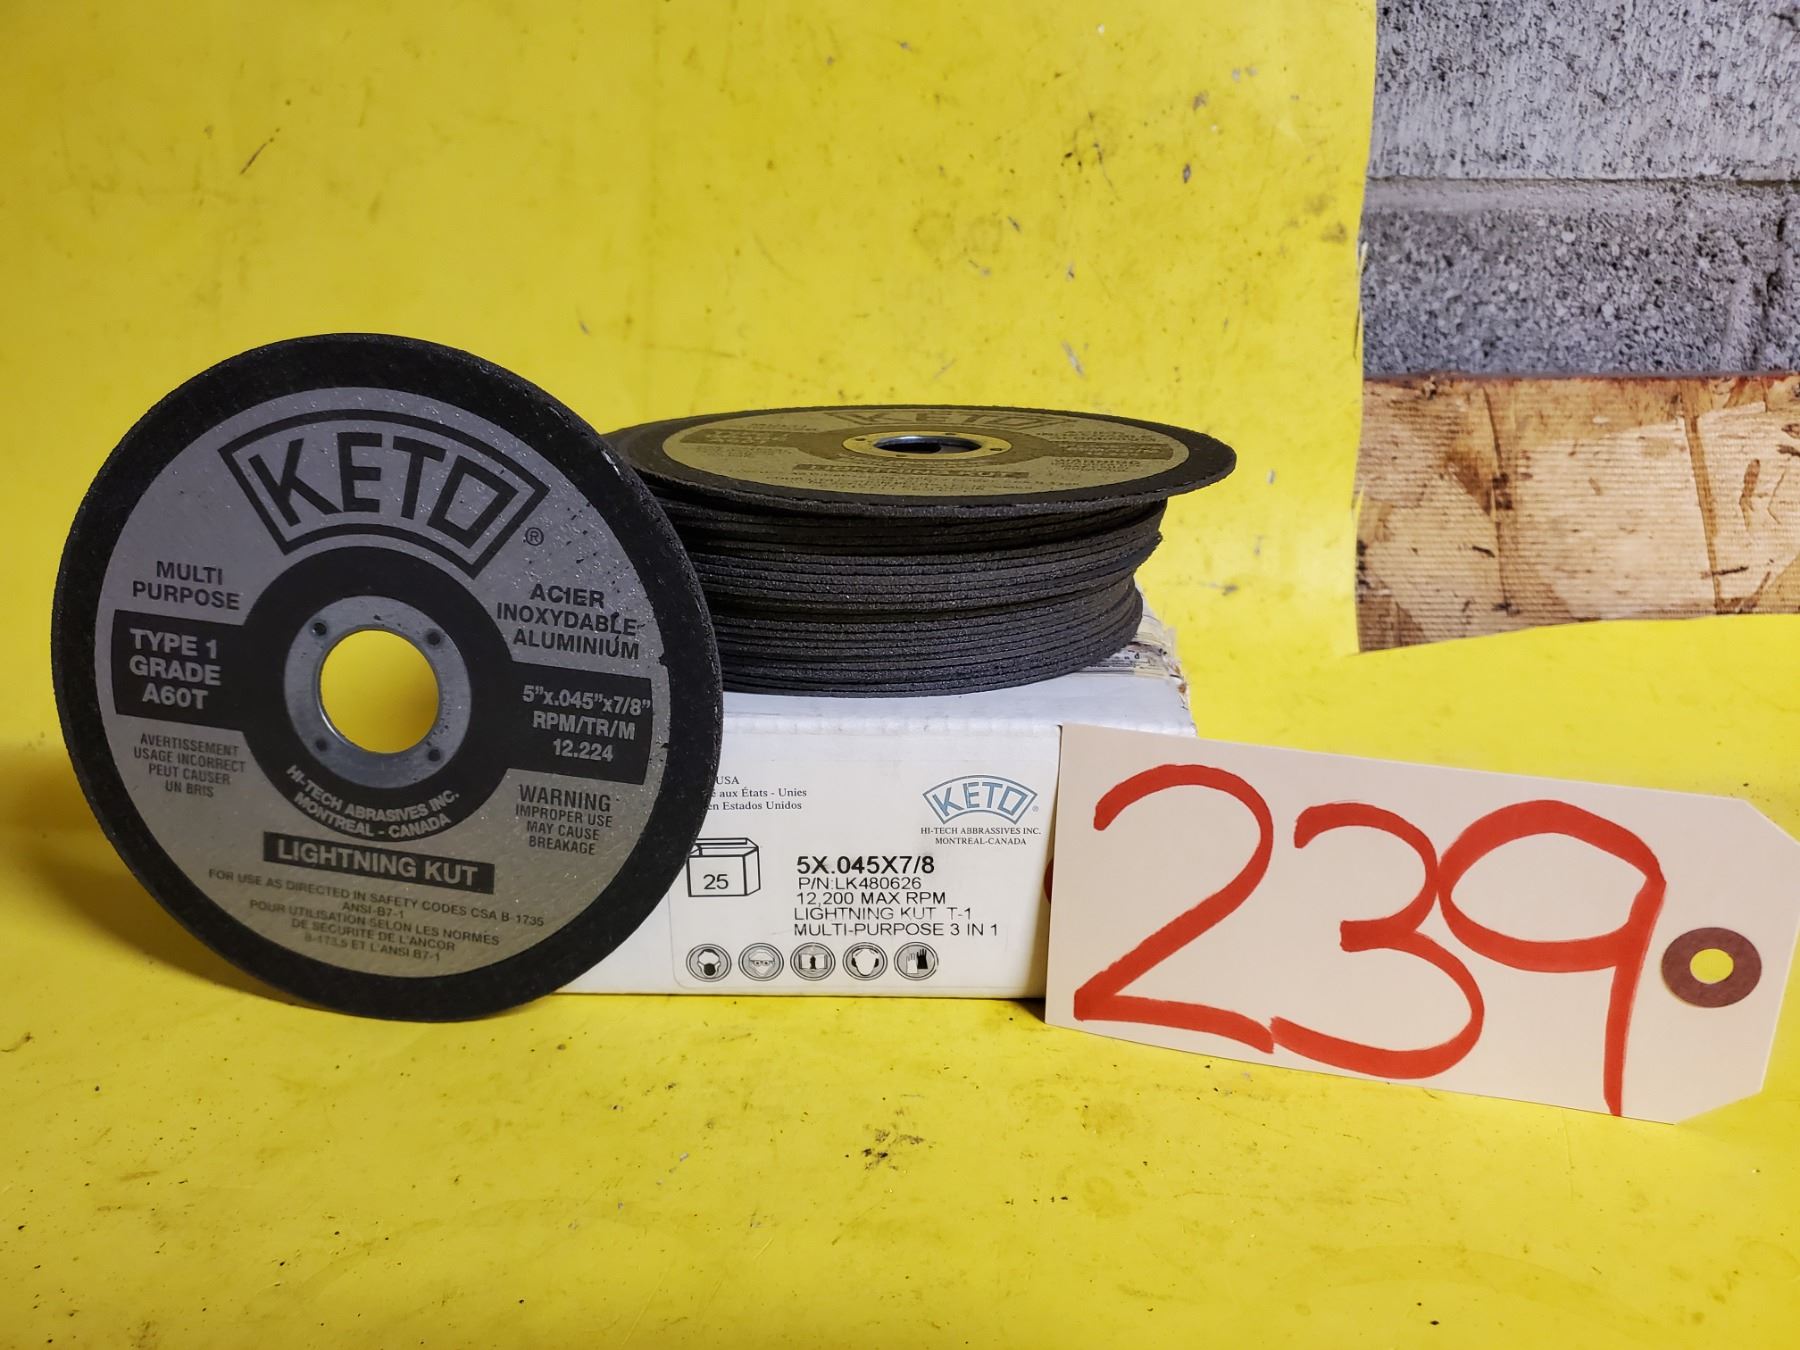 KETO
®
MULTI
PURPOSE
ACIER
INOXYDABLE
ALUMINIUM
TYPE 1
GRADE
A60T
5"x.045"x7/8"
RPM/TR/M
12.224
AVERTISSEMENT
USAGE INCORRECT
PEUT CAUSER
UN BRIS
WARNING
IMPROPER USE
MAY CAUSE
BREAKAGE
HI-TECH ABRASIVES INC.
MONTREAL - CANADA
LIGHTNING KUT
FOR USE AS DIRECTED IN SAFETY CODES CSA B-1735
ANSI-B7-1
POUR UTILISATION SELON LES NORMES
DE SECURITE DE L'ANCOR
B-173.5 ET L'ANSI B7-1
KETO
USA
aux États - Unies
en Estados Unidos
KETO
®
HI-TECH ABBRASSIVES INC.
MONTREAL-CANADA
25
5X.045X7/8
P/N:LK480626
12,200 MAX RPM
LIGHTNING KUT T-1
MULTI-PURPOSE 3 IN 1
239